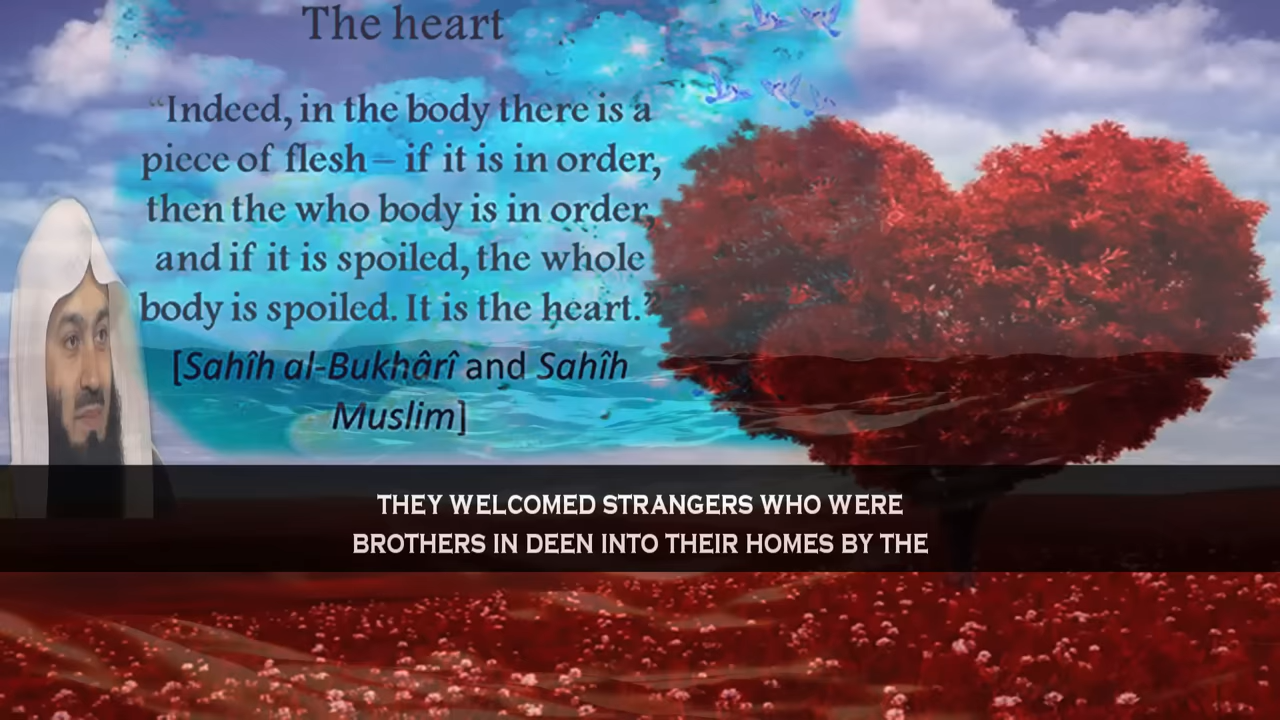 The heart
“Indeed, in the body there is a
piece of flesh – if it is in order,
then the who body is in order,
and if it is spoiled, the whole
body is spoiled. It is the heart.”
[Sahîh al-Bukhârî and Sahîh
Muslim]
THEY WELCOMED STRANGERS WHO WERE
BROTHERS IN DEEN INTO THEIR HOMES BY THE